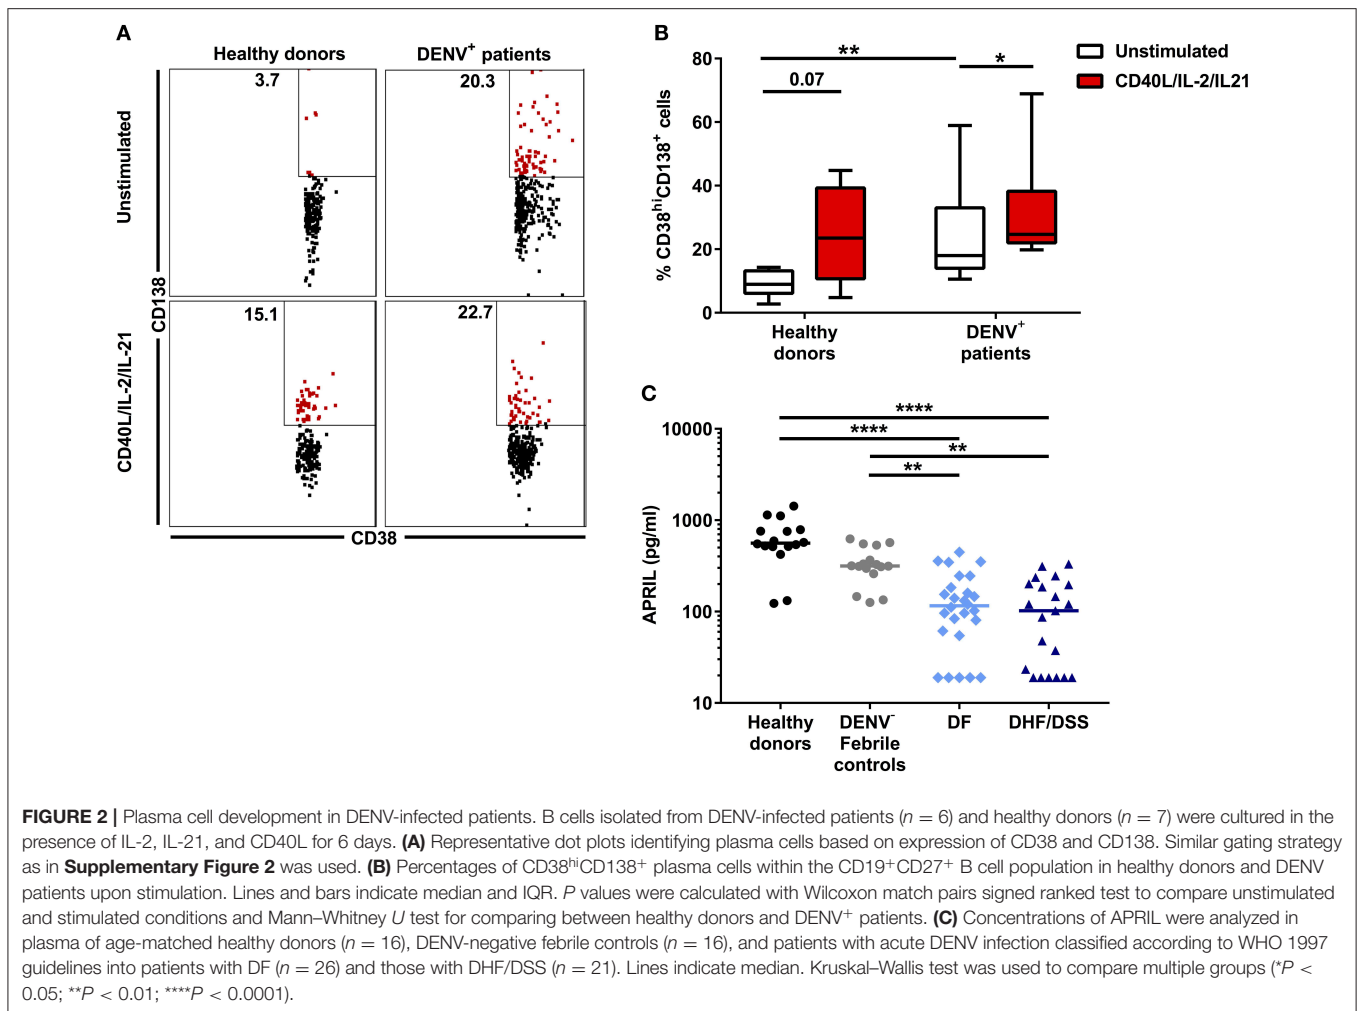 A
Healthy donors
DENV+ patients
3.7
20.3
Unstimulated
15.1
22.7
CD40L/IL-2/IL-21
CD138
CD38
B
80
60
40
20
0
% CD38hiCD138+ cells
**
*
0.07
Unstimulated
CD40L/IL-2/IL21
Healthy
donors
DENV+
patients
C
****
****
**
**
10000
1000
100
10
APRIL (pg/ml)
Healthy
donors
DENV-
Febrile
controls
DF
DHF/DSS
FIGURE 2 | Plasma cell development in DENV-infected patients. B cells isolated from DENV-infected patients (n = 6) and healthy donors (n = 7) were cultured in the
presence of IL-2, IL-21, and CD40L for 6 days. (A) Representative dot plots identifying plasma cells based on expression of CD38 and CD138. Similar gating strategy
as in Supplementary Figure 2 was used. (B) Percentages of CD38hiCD138+ plasma cells within the CD19+CD27+ B cell population in healthy donors and DENV
patients upon stimulation. Lines and bars indicate median and IQR. P values were calculated with Wilcoxon match pairs signed ranked test to compare unstimulated
and stimulated conditions and Mann–Whitney U test for comparing between healthy donors and DENV+ patients. (C) Concentrations of APRIL were analyzed in
plasma of age-matched healthy donors (n = 16), DENV-negative febrile controls (n = 16), and patients with acute DENV infection classified according to WHO 1997
guidelines into patients with DF (n = 26) and those with DHF/DSS (n = 21). Lines indicate median. Kruskal–Wallis test was used to compare multiple groups (*P <
0.05; **P < 0.01; ****P < 0.0001).